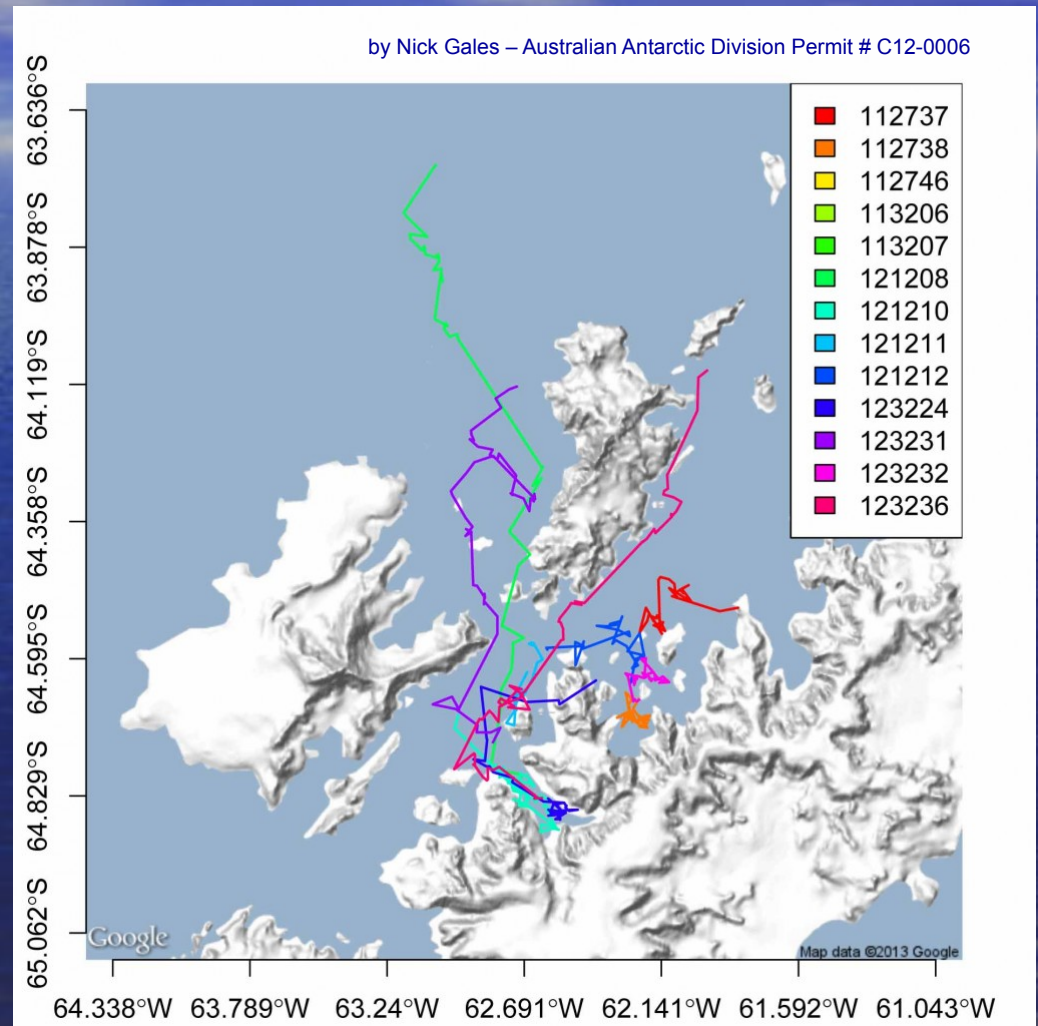 by Nick Gales – Australian Antarctic Division Permit # C12-0006
63.636°S
63.878°S
64.119°S
64.358°S
64.595°S
64.829°S
65.062°S
112737
112738
112746
113206
113207
121208
121210
121211
121212
123224
123231
123232
123236
Google
Map data ©2013 Google
64.338°W 63.789°W 63.24°W 62.691°W 62.141°W 61.592°W 61.043°W